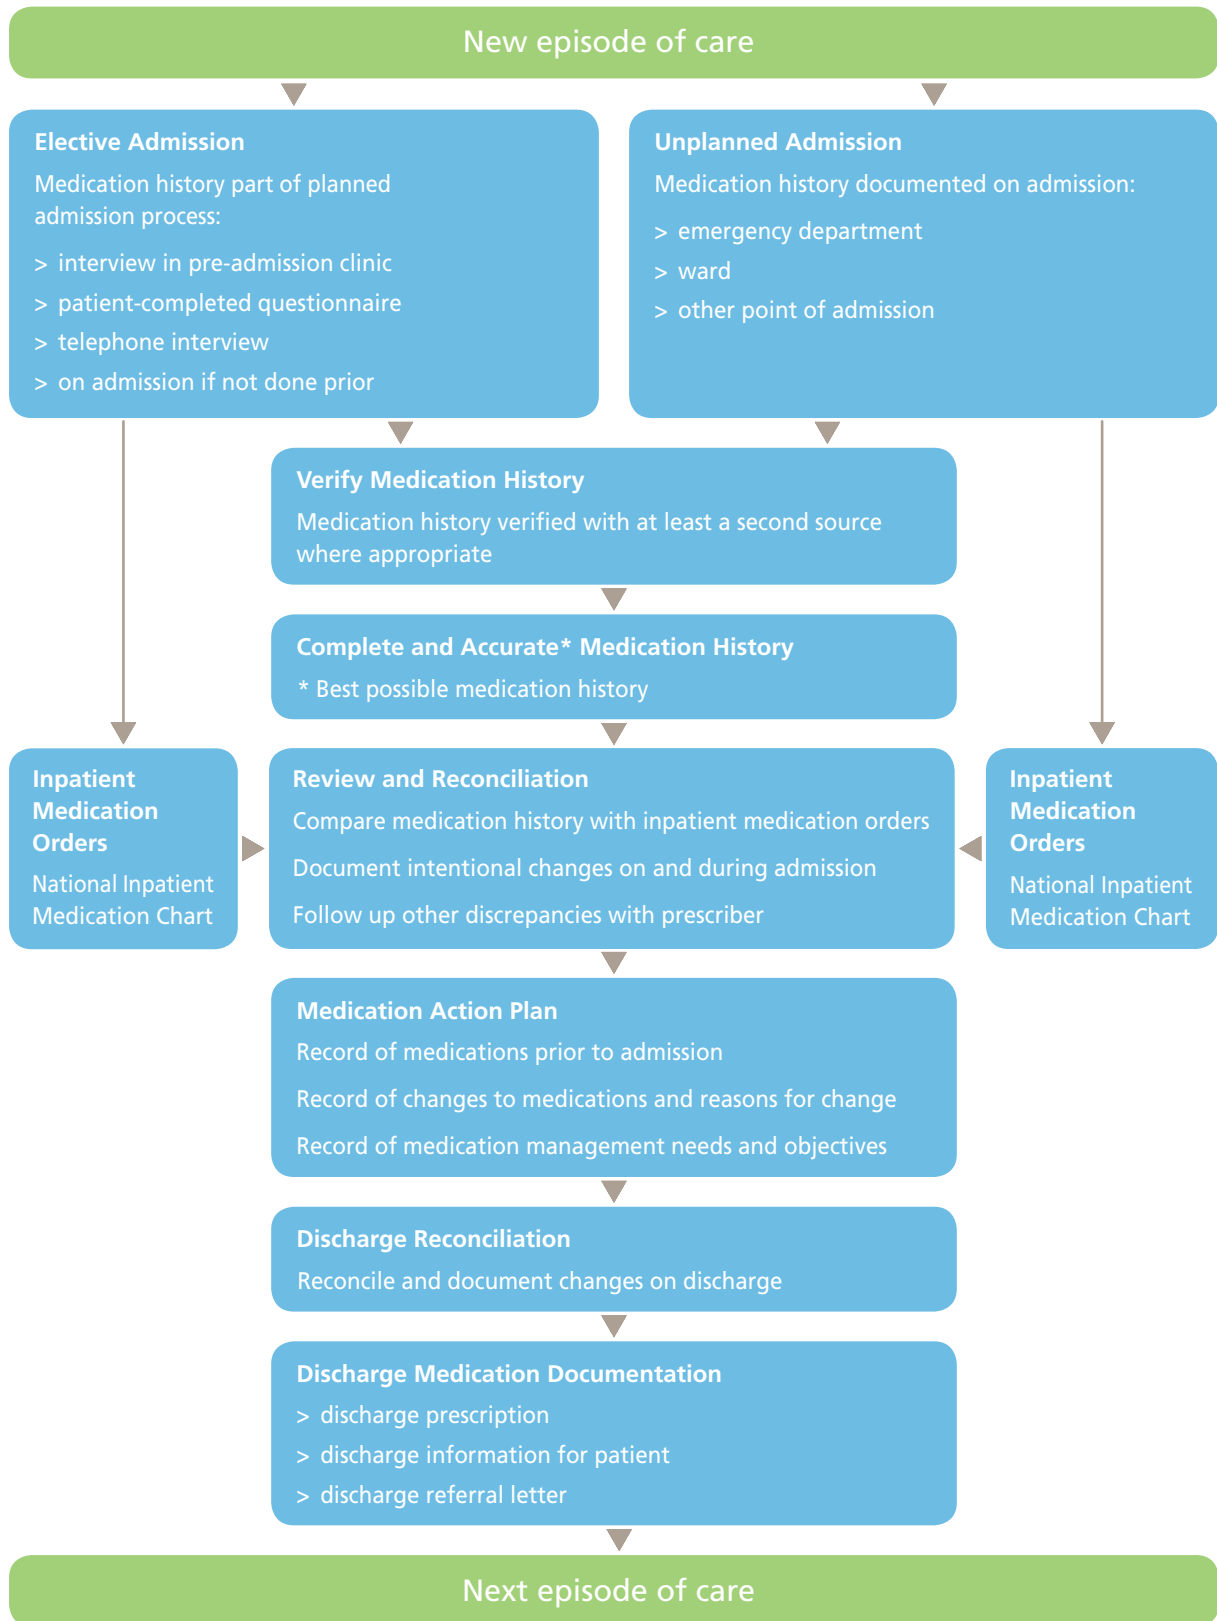 New episode of care
Elective Admission
Medication history part of planned
admission process:
> interview in pre-admission clinic
> patient-completed questionnaire
> telephone interview
> on admission if not done prior
Unplanned Admission
Medication history documented on admission:
> emergency department
> ward
> other point of admission
Verify Medication History
Medication history verified with at least a second source
where appropriate
Complete and Accurate* Medication History
* Best possible medication history
Inpatient
Medication
Orders
National Inpatient
Medication Chart
Review and Reconciliation
Compare medication history with inpatient medication orders
Document intentional changes on and during admission
Follow up other discrepancies with prescriber
Inpatient
Medication
Orders
National Inpatient
Medication Chart
Medication Action Plan
Record of medications prior to admission
Record of changes to medications and reasons for change
Record of medication management needs and objectives
Discharge Reconciliation
Reconcile and document changes on discharge
Discharge Medication Documentation
> discharge prescription
> discharge information for patient
> discharge referral letter
Next episode of care